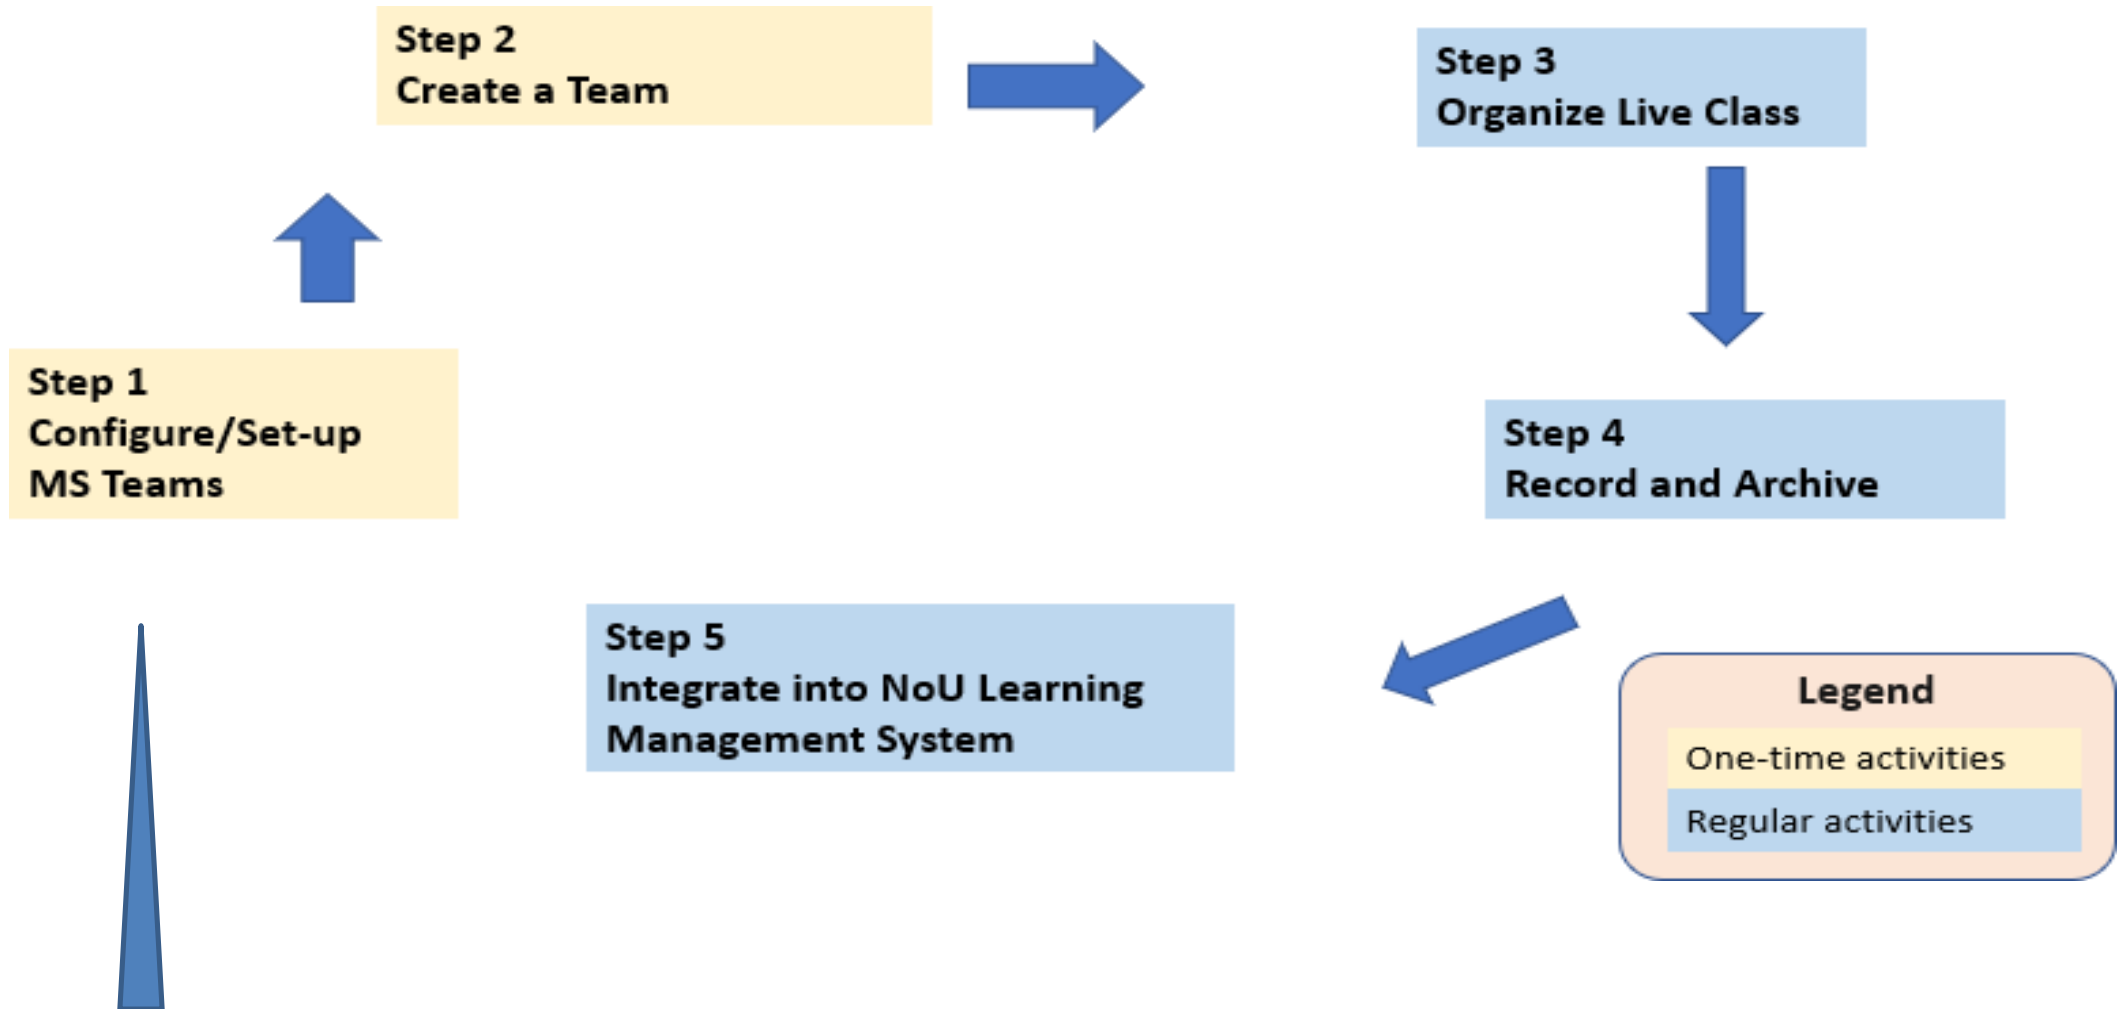 Step 1
Configure/Set-up
MS Teams
Step 2
Create a Team
Step 3
Organize Live Class
Step 4
Record and Archive
Step 5
Integrate into NoU Learning
Management System
Legend
One-time activities
Regular activities